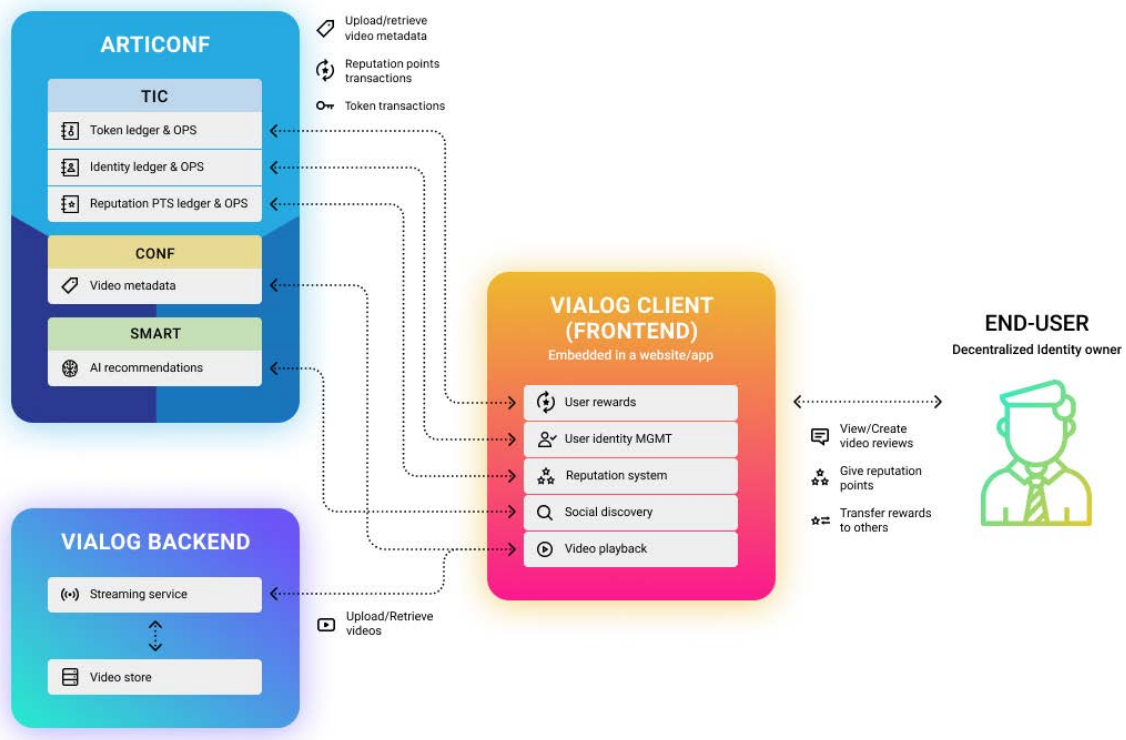 ARTICONF
TIC
Token ledger & OPS
Identity ledger & OPS
Reputation PTS ledger & OPS
CONF
Video metadata
SMART
AI recommendations
Upload/retrieve
video metadata
Reputation points
transactions
Token transactions
VIALOG BACKEND
Streaming service
Video store
Upload/Retrieve
videos
VIALOG CLIENT
(FRONTEND)
Embedded in a website/app
User rewards
User identity MGMT
Reputation system
Social discovery
Video playback
END-USER
Decentralized Identity owner
View/Create
video reviews
Give reputation
points
Transfer rewards
to others